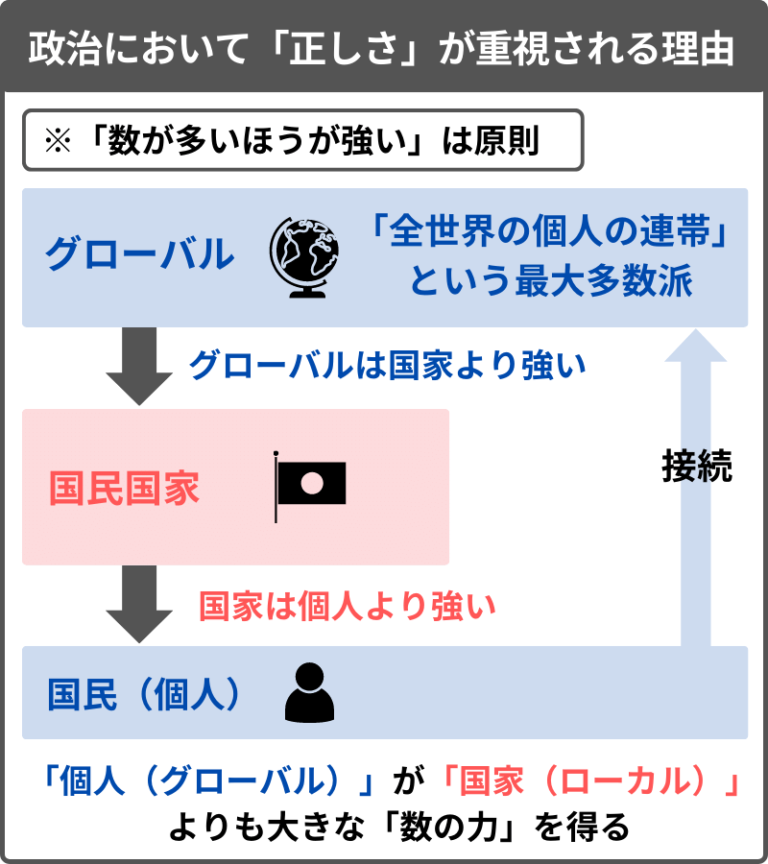 政治において「正しさ」が重視される理由
※「数が多いほうが強い」は原則
グローバル
「全世界の個人の連帯」
という最大多数派
グローバルは国家より強い
接続
国民国家
国家は個人より強い
国民（個人）
「個人（グローバル）」が「国家（ローカル）」
よりも大きな「数の力」を得る